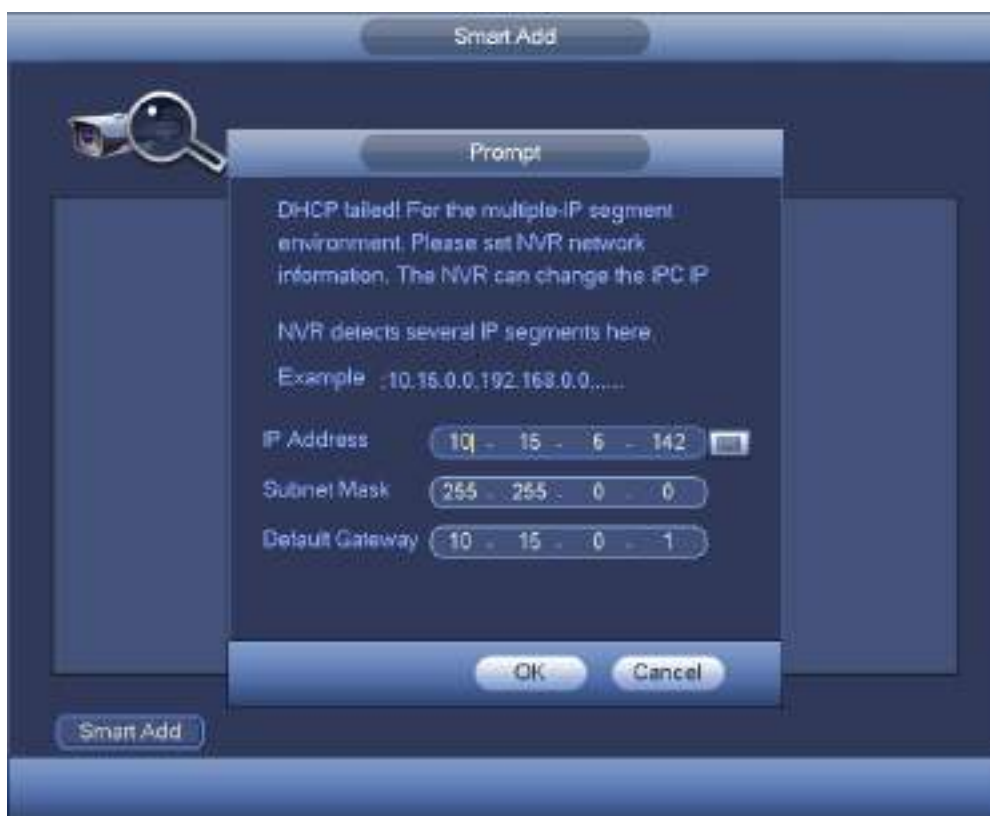 Smart Add
Prompt
DHCP failed! For the multiple-IP segment
environment. Please set NVR network
information. The NVR can change the IPC IP
NVR detects several IP segments here
Example :10.15.0.0,192.168.0.0......
IP Address 10 . 15 . 6 . 142
Subnet Mask 255 . 255 . 0 . 0
Default Gateway 10 . 15 . 0 . 1
OK Cancel
Smart Add